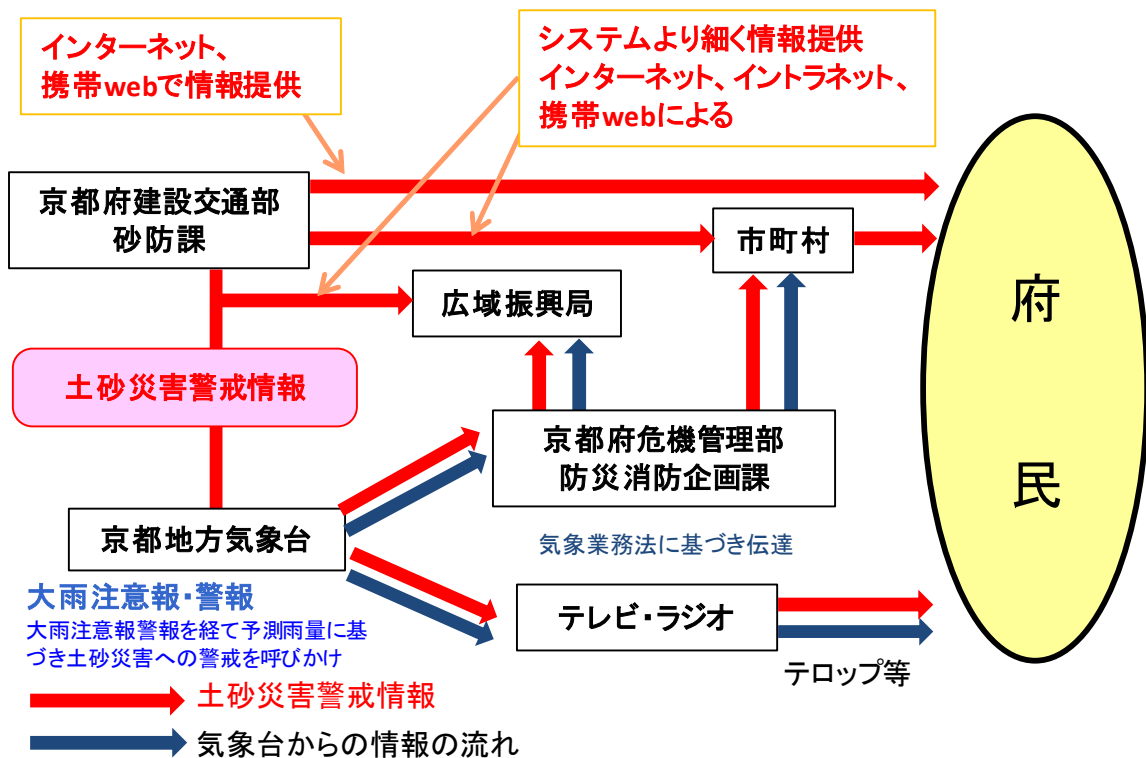 インターネット、
携帯webで情報提供
システムより細く情報提供
インターネット、イントラネット、
携帯webによる
京都府建設交通部
砂防課
市町村
広域振興局
府
民
土砂災害警戒情報
京都府危機管理部
防災消防企画課
京都地方気象台
気象業務法に基づき伝達
大雨注意報・警報
大雨注意報警報を経て予測雨量に基
づき土砂災害への警戒を呼びかけ
テレビ・ラジオ
テロップ等
土砂災害警戒情報
気象台からの情報の流れ